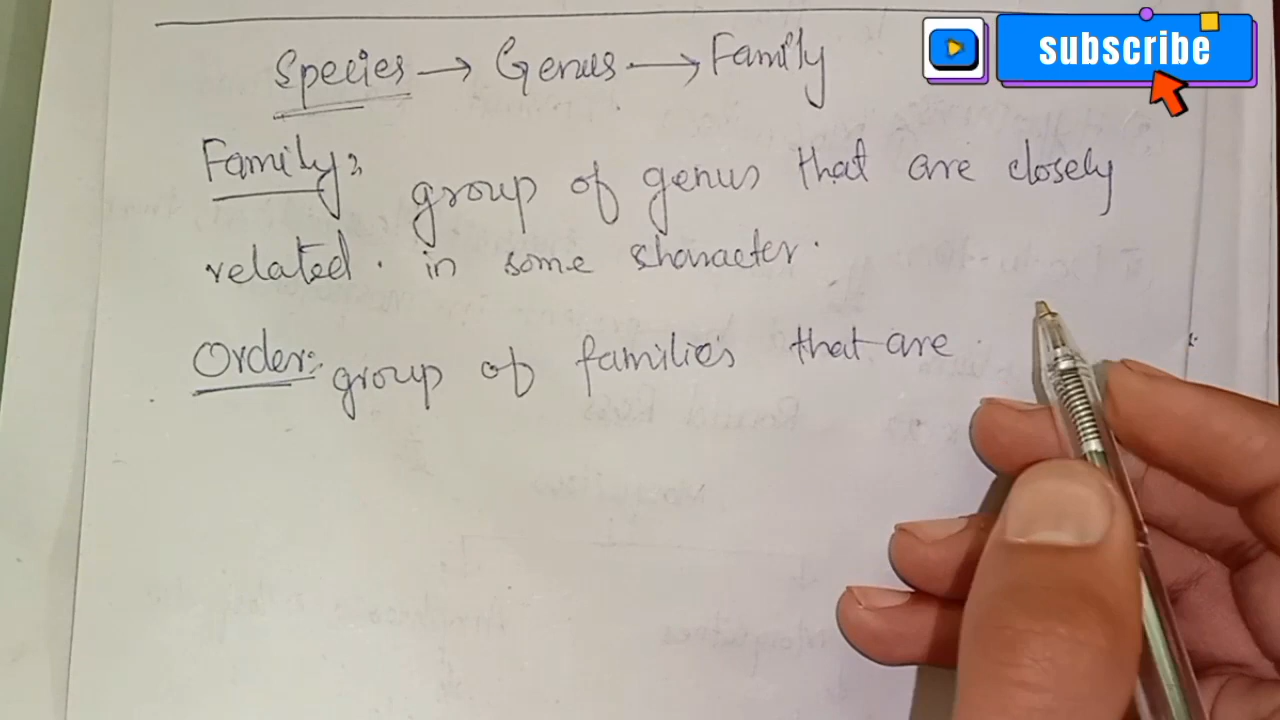 subscribe
Species → Genus → Family
Family: group of genus that are closely
related. in some character.
Order: group of families that are